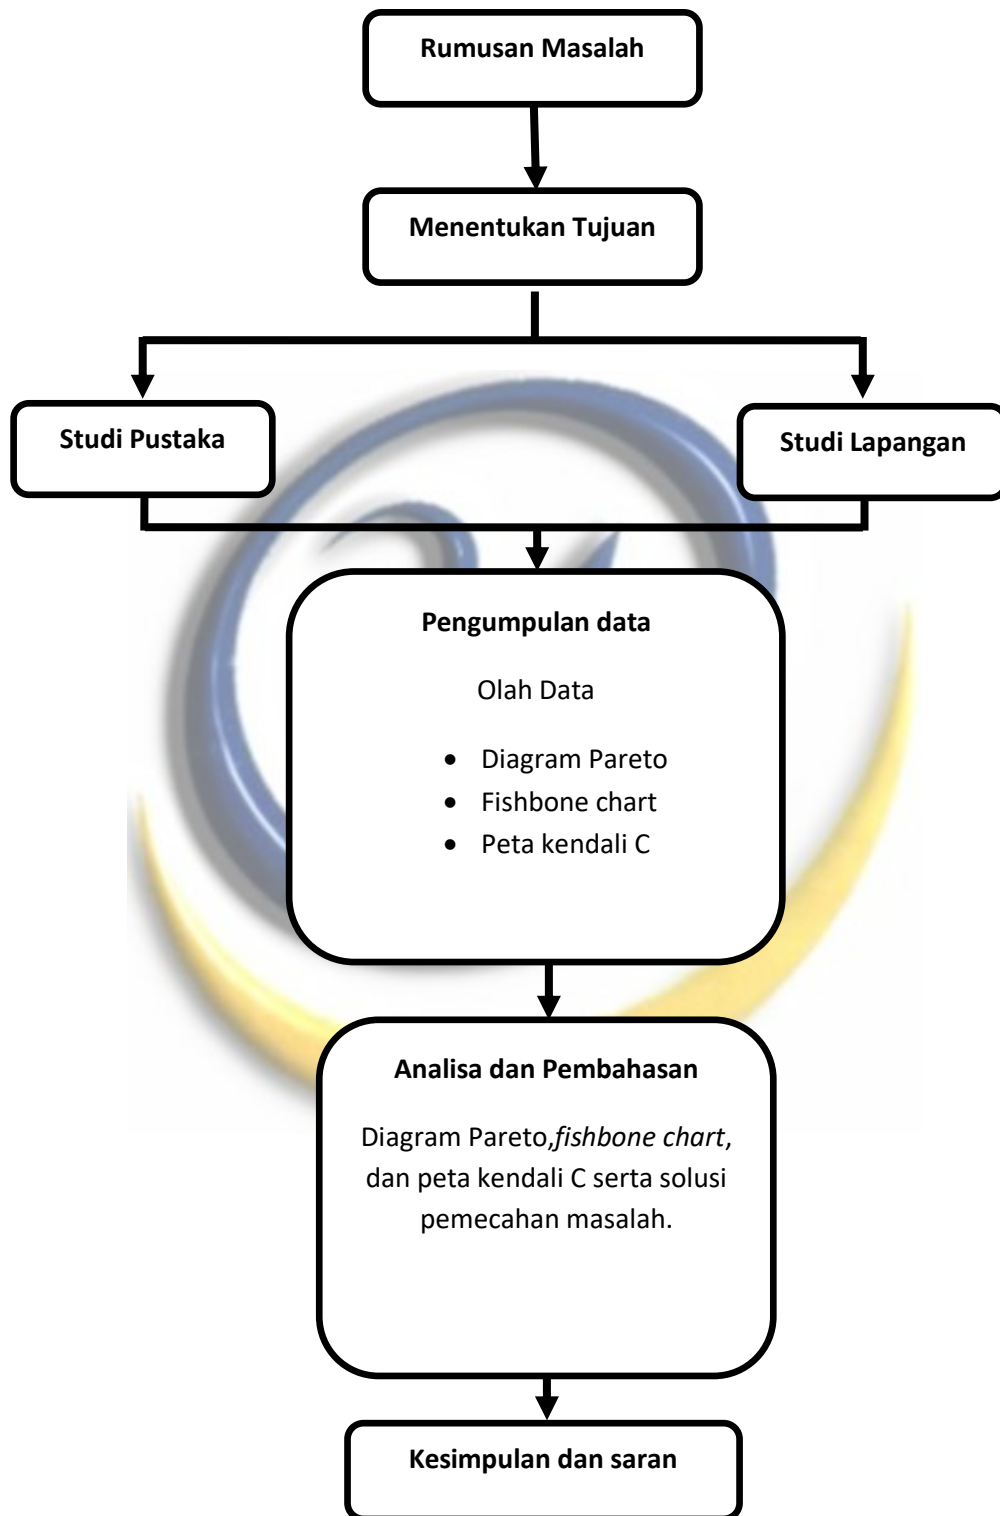 Rumusan Masalah
Menentukan Tujuan
Studi Pustaka
Studi Lapangan
Pengumpulan data
Olah Data
• Diagram Pareto
• Fishbone chart
• Peta kendali C
Analisa dan Pembahasan
Diagram Pareto,fishbone chart,
dan peta kendali C serta solusi
pemecahan masalah.
Kesimpulan dan saran